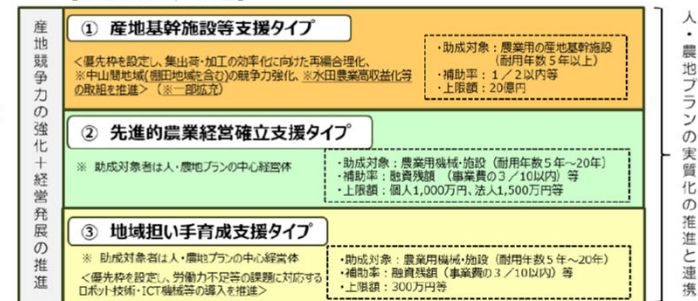 産地競争力の強化＋経営発展の推進
① 産地基幹施設等支援タイプ
<優先枠を設定し、集出荷・加工の効率化に向けた再編合理化、
※中山間地域(棚田地域を含む)の競争力強化、※水田農業高収益化等
の取組を推進> (※一部拡充)
・助成対象：農業用の産地基幹施設
(耐用年数５年以上)
・補助率：１／２以内等
・上限額：20億円
② 先進的農業経営確立支援タイプ
※ 助成対象者は人・農地プランの中心経営体
・助成対象：農業用機械・施設（耐用年数５年～20年）
・補助率：融資残額 （事業費の３／10以内）等
・上限額：個人1,000万円、法人1,500万円等
③ 地域担い手育成支援タイプ
※ 助成対象者は人・農地プランの中心経営体
<優先枠を設定し、労働力不足等の課題に対応する
ロボット技術・ICT機械等の導入を推進>
・助成対象：農業用機械・施設（耐用年数５年～20年）
・補助率：融資残額（事業費の３／10以内）等
・上限額：300万円等
人・農地プランの実質化の推進と連携